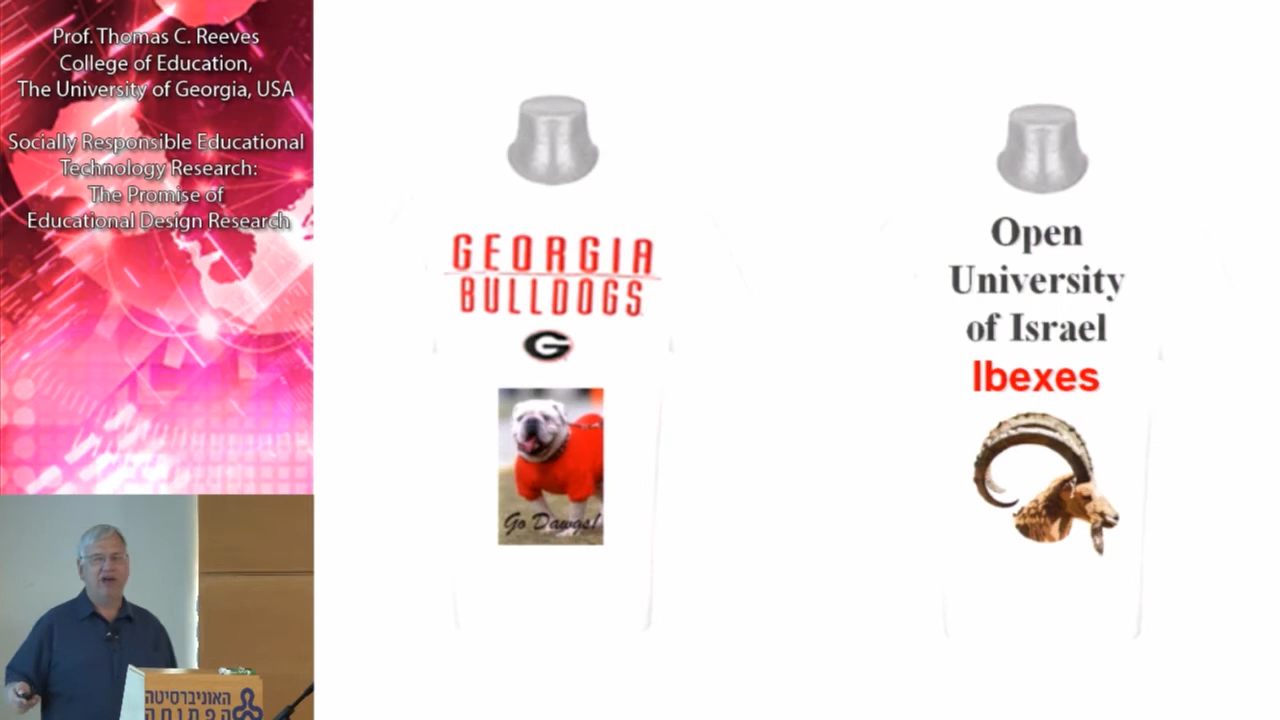 Prof. Thomas C. Reeves
College of Education,
The University of Georgia, USA
Socially Responsible Educational
Technology Research:
The Promise of
Educational Design Research
GEORGIA
BULLDOGS
G
Go Dawgs!
Open
University
of Israel
Ibexes
האוניברסיטה
הפתוחה